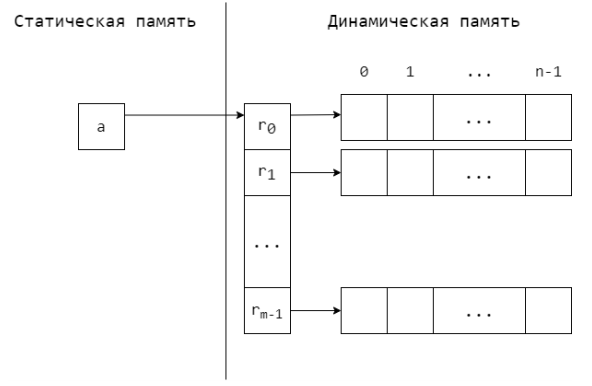 Статическая память
Динамическая память
0 1 ... n-1
a
r0
...
r1
...
...
rm-1
...